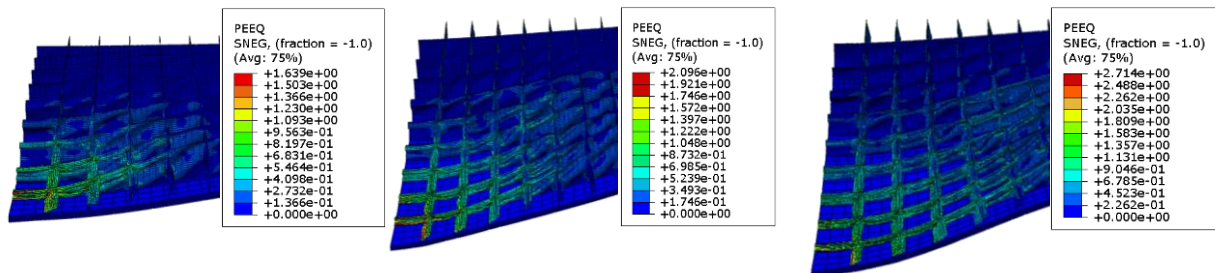 PEEQ
SNEG, (fraction = -1.0)
(Avg: 75%)
+1.639e+00
+1.503e+00
+1.366e+00
+1.230e+00
+1.093e+00
+9.563e-01
+8.197e-01
+6.831e-01
+5.464e-01
+4.098e-01
+2.732e-01
+1.366e-01
+0.000e+00
PEEQ
SNEG, (fraction = -1.0)
(Avg: 75%)
+2.096e+00
+1.921e+00
+1.746e+00
+1.572e+00
+1.397e+00
+1.222e+00
+1.048e+00
+8.732e-01
+6.985e-01
+5.239e-01
+3.493e-01
+1.746e-01
+0.000e+00
PEEQ
SNEG, (fraction = -1.0)
(Avg: 75%)
+2.714e+00
+2.488e+00
+2.262e+00
+2.035e+00
+1.809e+00
+1.583e+00
+1.357e+00
+1.131e+00
+9.046e-01
+6.785e-01
+4.523e-01
+2.262e-01
+0.000e+00